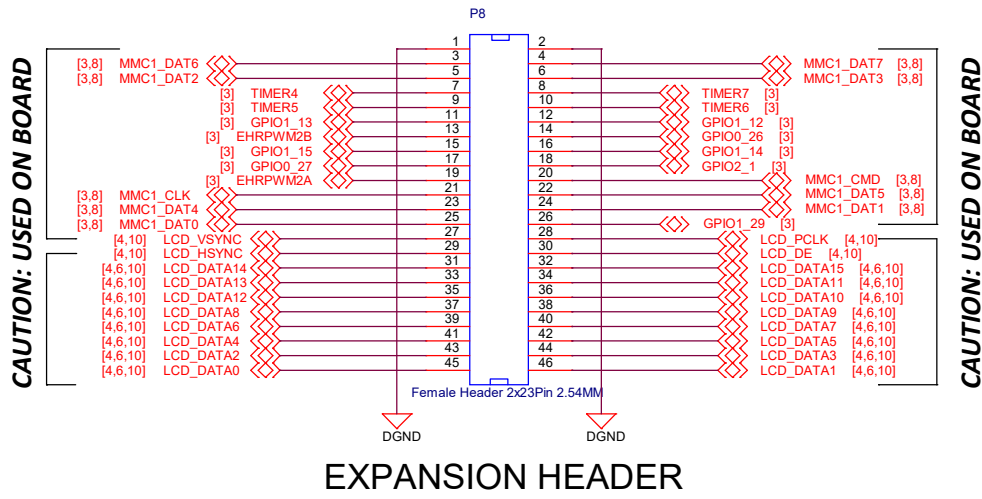 P8
CAUTION: USED ON BOARD
CAUTION: USED ON BOARD
1 2
3 4
[3,8] MMC1_DAT6 5 6 MMC1_DAT7 [3,8]
[3,8] MMC1_DAT2 MMC1_DAT3 [3,8]
[3] TIMER4 7 8 TIMER7 [3]
[3] TIMER5 9 10 TIMER6 [3]
[3] GPIO1_13 11 12 GPIO1_12 [3]
[3] EHRPWM2B 13 14 GPIO0_26 [3]
[3] GPIO1_15 15 16 GPIO1_14 [3]
[3] GPIO0_27 17 18 GPIO2_1 [3]
[3] EHRPWM2A 19 20 MMC1_CMD [3,8]
[3,8] MMC1_CLK 21 22 MMC1_DAT5 [3,8]
[3,8] MMC1_DAT4 23 24 MMC1_DAT1 [3,8]
[3,8] MMC1_DAT0 25 26 GPIO1_29 [3]
[4,10] LCD_VSYNC 27 28 LCD_PCLK [4,10]
[4,10] LCD_HSYNC 29 30 LCD_DE [4,10]
[4,6,10] LCD_DATA14 31 32 LCD_DATA15 [4,6,10]
[4,6,10] LCD_DATA13 33 34 LCD_DATA11 [4,6,10]
[4,6,10] LCD_DATA12 35 36 LCD_DATA10 [4,6,10]
[4,6,10] LCD_DATA8 37 38 LCD_DATA9 [4,6,10]
[4,6,10] LCD_DATA6 39 40 LCD_DATA7 [4,6,10]
[4,6,10] LCD_DATA4 41 42 LCD_DATA5 [4,6,10]
[4,6,10] LCD_DATA2 43 44 LCD_DATA3 [4,6,10]
[4,6,10] LCD_DATA0 45 46 LCD_DATA1 [4,6,10]
Female Header 2x23Pin 2.54MM
DGND DGND
EXPANSION HEADER